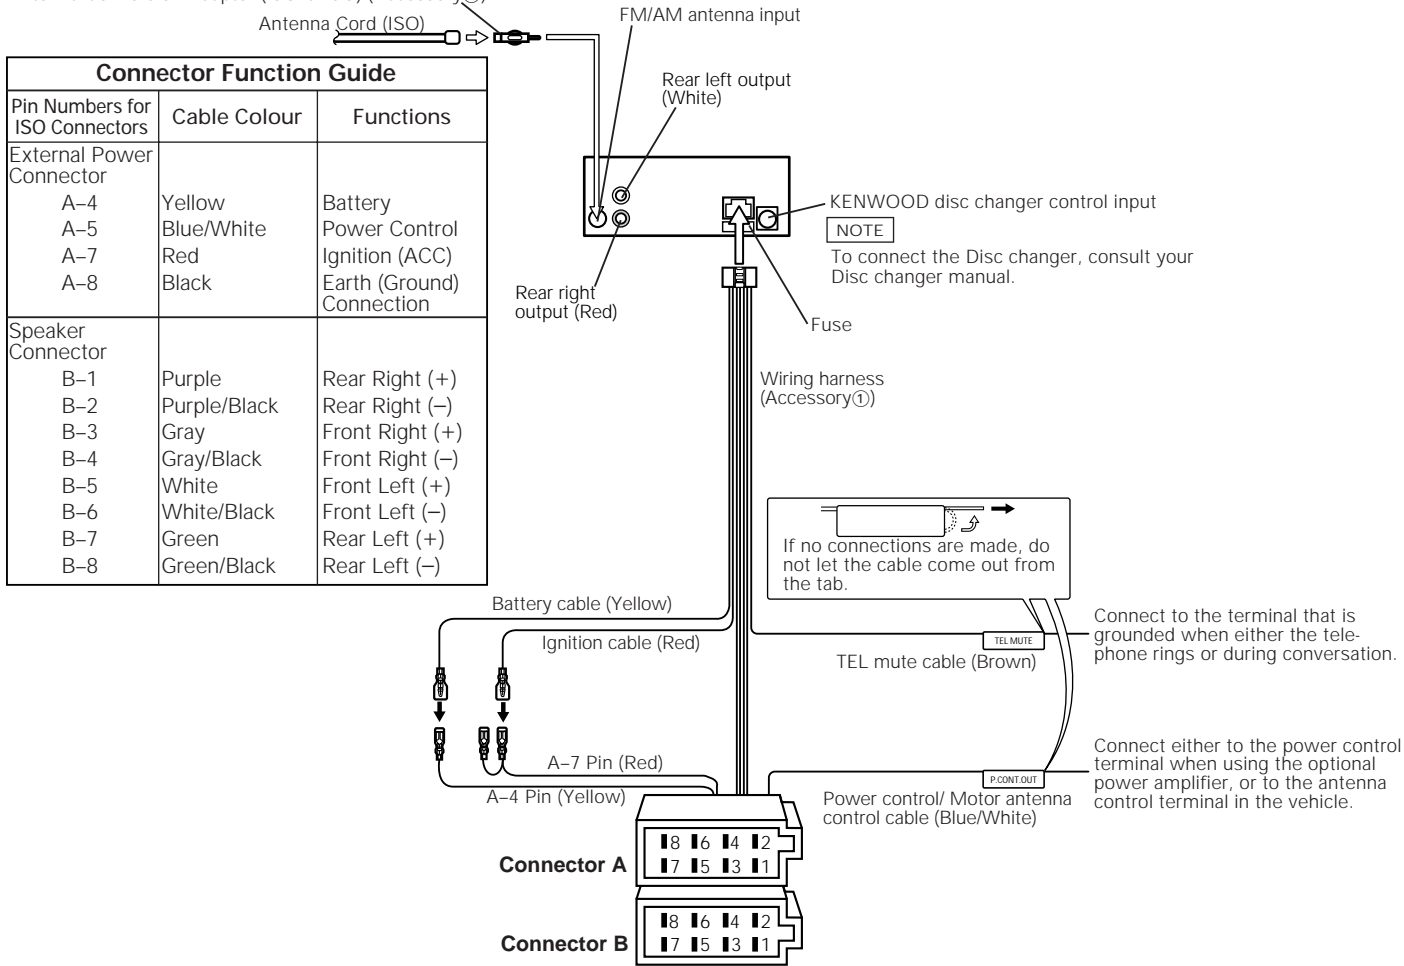 Antenna Cord (ISO)
FM/AM antenna input
Connector Function Guide
Pin Numbers for ISO Connectors
Cable Colour
Functions
External Power Connector
A–4 Yellow Battery
A–5 Blue/White Power Control
A–7 Red Ignition (ACC)
A–8 Black Earth (Ground) Connection
Speaker Connector
B–1 Purple Rear Right (+)
B–2 Purple/Black Rear Right (–)
B–3 Gray Front Right (+)
B–4 Gray/Black Front Right (–)
B–5 White Front Left (+)
B–6 White/Black Front Left (–)
B–7 Green Rear Left (+)
B–8 Green/Black Rear Left (–)
Rear left output
(White)
KENWOOD disc changer control input
NOTE
To connect the Disc changer, consult your
Disc changer manual.
Rear right
output (Red)
Fuse
Wiring harness
(Accessory①)
If no connections are made, do
not let the cable come out from
the tab.
Battery cable (Yellow)
Ignition cable (Red)
TEL MUTE
TEL mute cable (Brown)
Connect to the terminal that is
grounded when either the tele-
phone rings or during conversation.
A–7 Pin (Red)
A–4 Pin (Yellow)
P.CONT.OUT
Power control/ Motor antenna
control cable (Blue/White)
Connect either to the power control
terminal when using the optional
power amplifier, or to the antenna
control terminal in the vehicle.
Connector A
8 6 4 2
7 5 3 1
Connector B
8 6 4 2
7 5 3 1